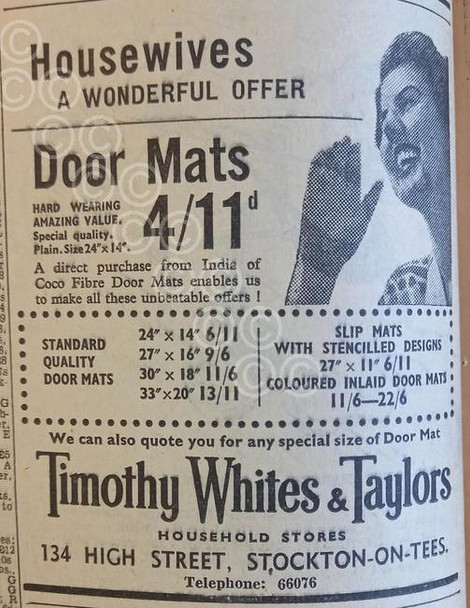 Housewives
A WONDERFUL OFFER
Door Mats
HARD WEARING
AMAZING VALUE.
Special quality.
Plain. Size 24"x 14".
4/11d
A direct purchase from India of
Coco Fibre Door Mats enables us
to make all these unbeatable offers !
STANDARD
QUALITY
DOOR MATS
24" x 14" 6/11
27" x 16" 9/6
30" x 18" 11/6
33"x20" 13/11
SLIP MATS
WITH STENCILLED DESIGNS
27" x 11" 6/11
COLOURED INLAID DOOR MATS
11/6—22/6
We can also quote you for any special size of Door Mat
Timothy Whites & Taylors
HOUSEHOLD STORES
134 HIGH STREET, STOCKTON-ON-TEES.
Telephone: 66076